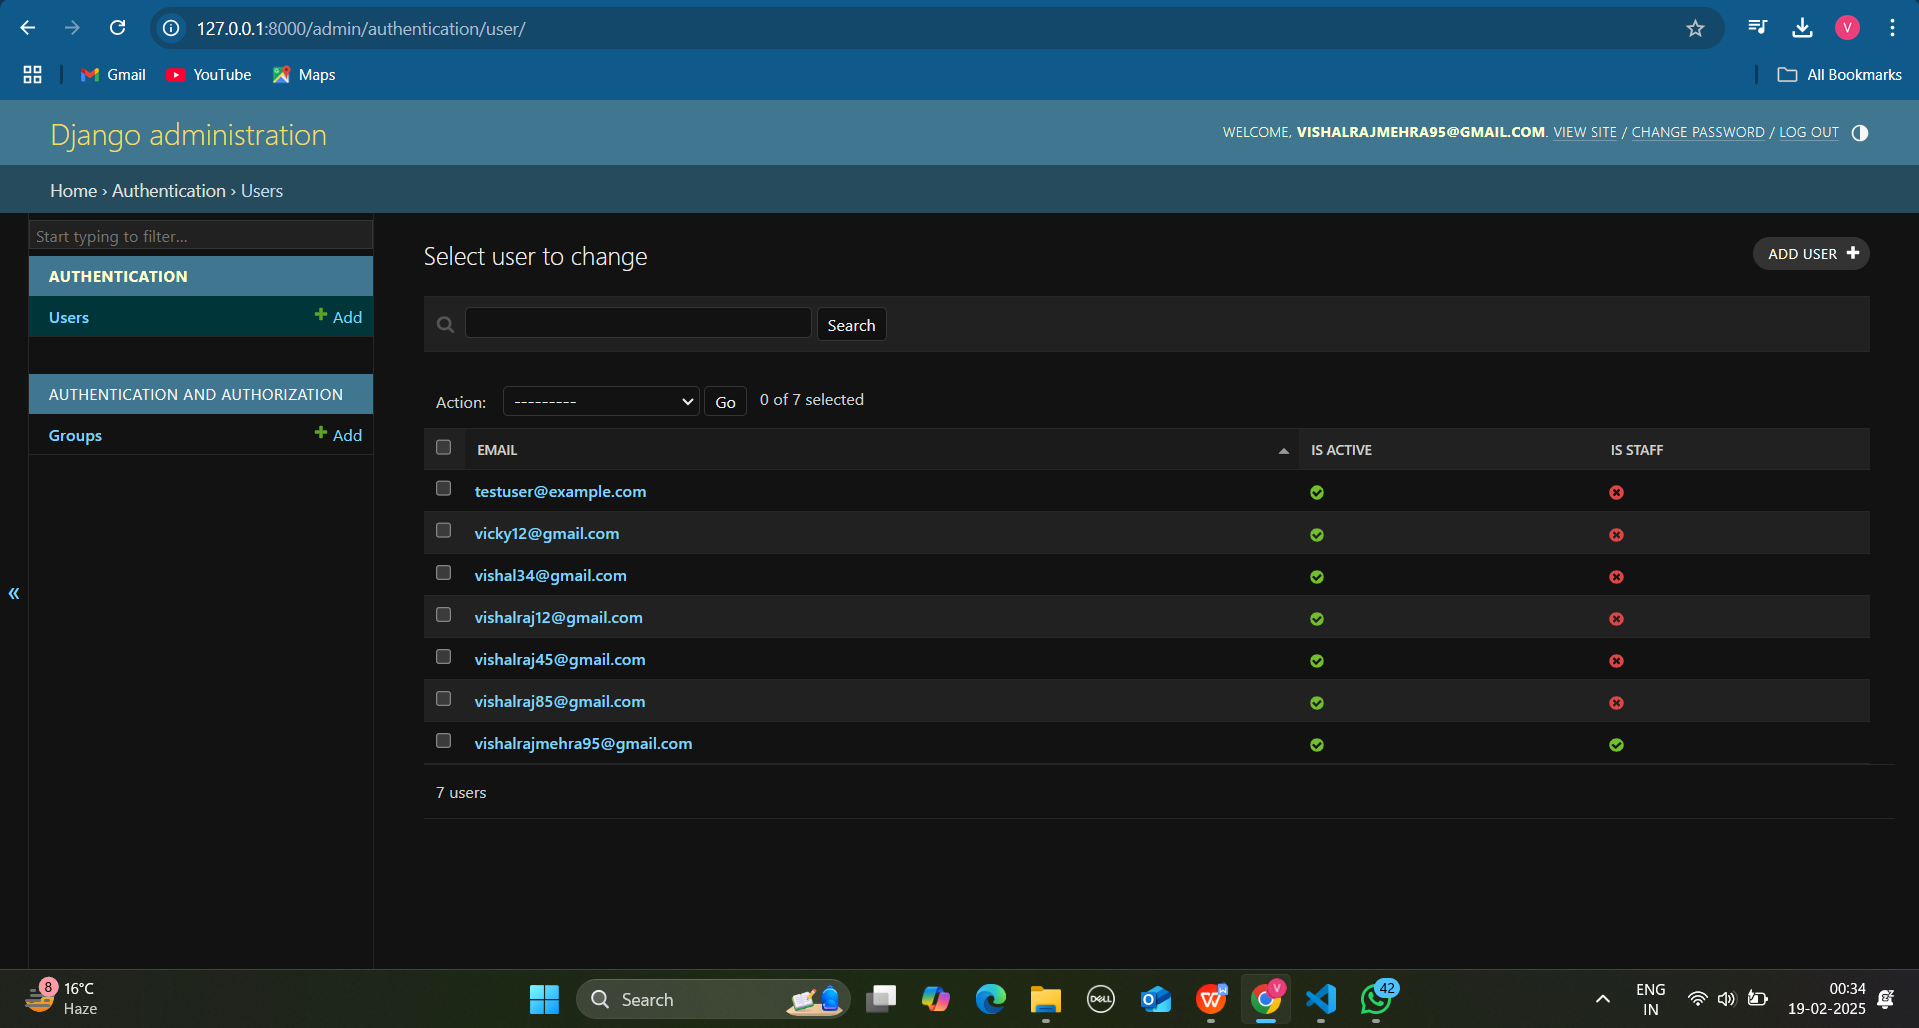 127.0.0.1:8000/admin/authentication/user/
V
Gmail YouTube Maps All Bookmarks
Django administration
WELCOME, VISHALRAJMEHRA95@GMAIL.COM. VIEW SITE / CHANGE PASSWORD / LOG OUT
Home › Authentication › Users
Start typing to filter...
AUTHENTICATION
Users Add
AUTHENTICATION AND AUTHORIZATION
Groups Add
«
Select user to change
ADD USER
Search
Action: --------- Go 0 of 7 selected
EMAIL IS ACTIVE IS STAFF
testuser@example.com
vicky12@gmail.com
vishal34@gmail.com
vishalraj12@gmail.com
vishalraj45@gmail.com
vishalraj85@gmail.com
vishalrajmehra95@gmail.com
7 users
8
16°C
Haze
Search
DELL
W
V
42
ENG
IN
00:34
19-02-2025